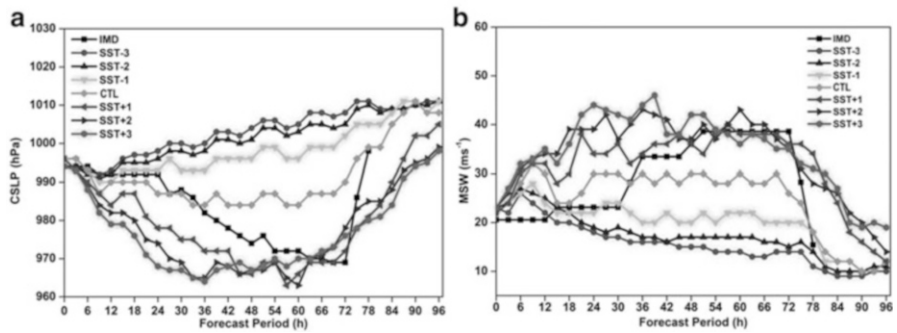 a
1030
1020
1010
1000
990
980
970
960
CSLP (hPa)
IMD
SST-3
SST-2
SST-1
CTL
SST+1
SST+2
SST+3
0 6 12 18 24 30 36 42 48 54 60 66 72 78 84 90 96
Forecast Period (h)
b
60
50
40
30
20
10
MSW (ms⁻¹)
IMD
SST-3
SST-2
SST-1
CTL
SST+1
SST+2
SST+3
0 6 12 18 24 30 36 42 48 54 60 66 72 78 84 90 96
Forecast Period (h)